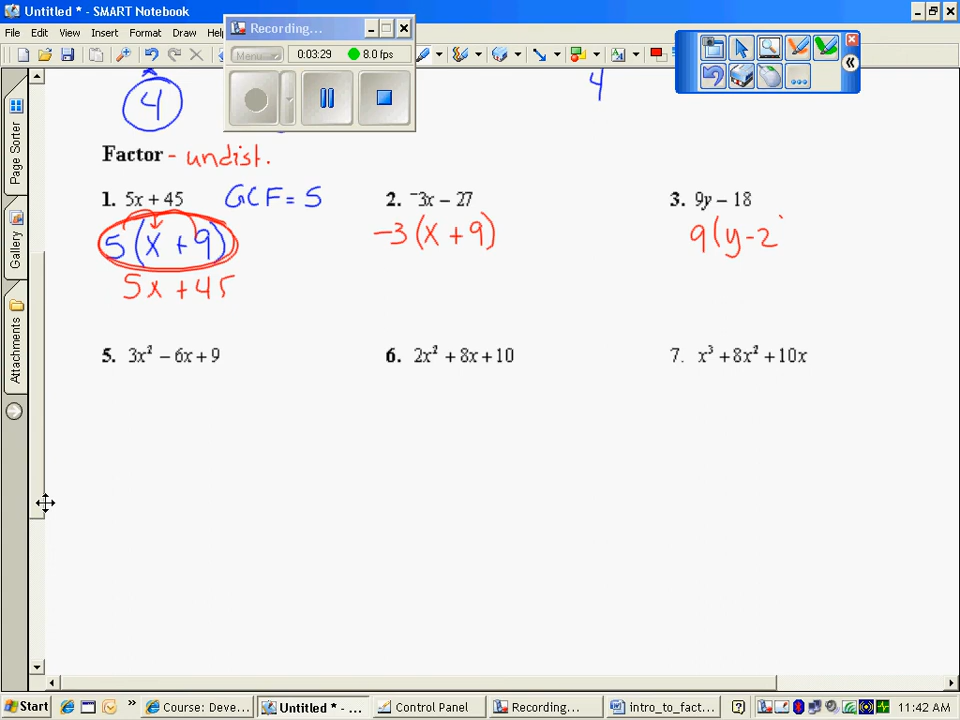 Untitled * - SMART Notebook
File Edit View Insert Format Draw Hel
Recording...
Menu 0:03:29 8.0 fps
4
4
Factor - undist.
1. 5x + 45 GCF = 5 2. ⁻3x – 27 3. 9y – 18
5(x + 9) -3(x + 9) 9(y-2
5x + 45
5. 3x² – 6x + 9 6. 2x² + 8x + 10 7. x³ + 8x² + 10x
Page Sorter
Gallery
Attachments
Start » Course: Deve... Untitled * - ... Control Panel Recording... intro_to_fact... 11:42 AM